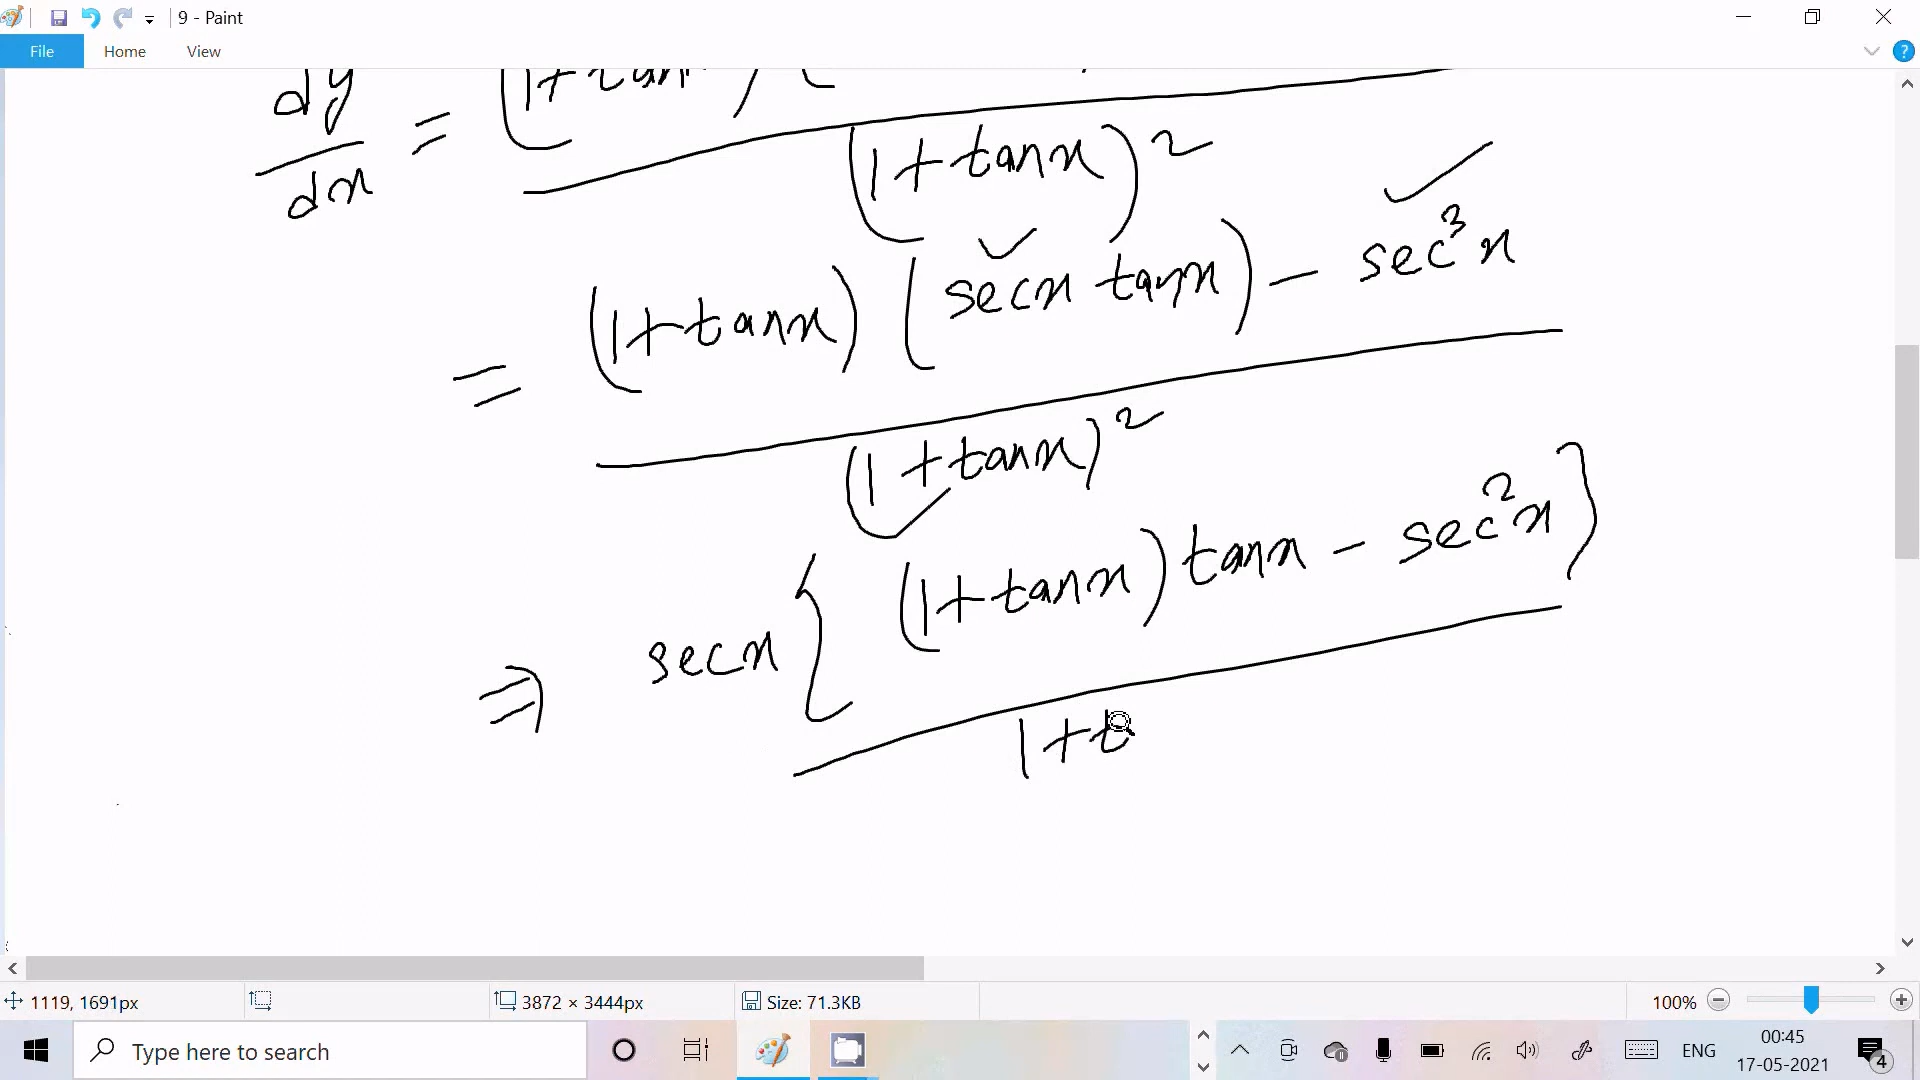 9 - Paint
File Home View
dy/dx = (1+tan
(1+tanx)²
= (1+tanx) (secx tanx) - sec³x
(1+tanx)²
⇒ secx { (1+tanx) tanx - sec²x }
1+t
1119, 1691px 3872 × 3444px Size: 71.3KB 100%
Type here to search ENG 00:45
17-05-2021 4